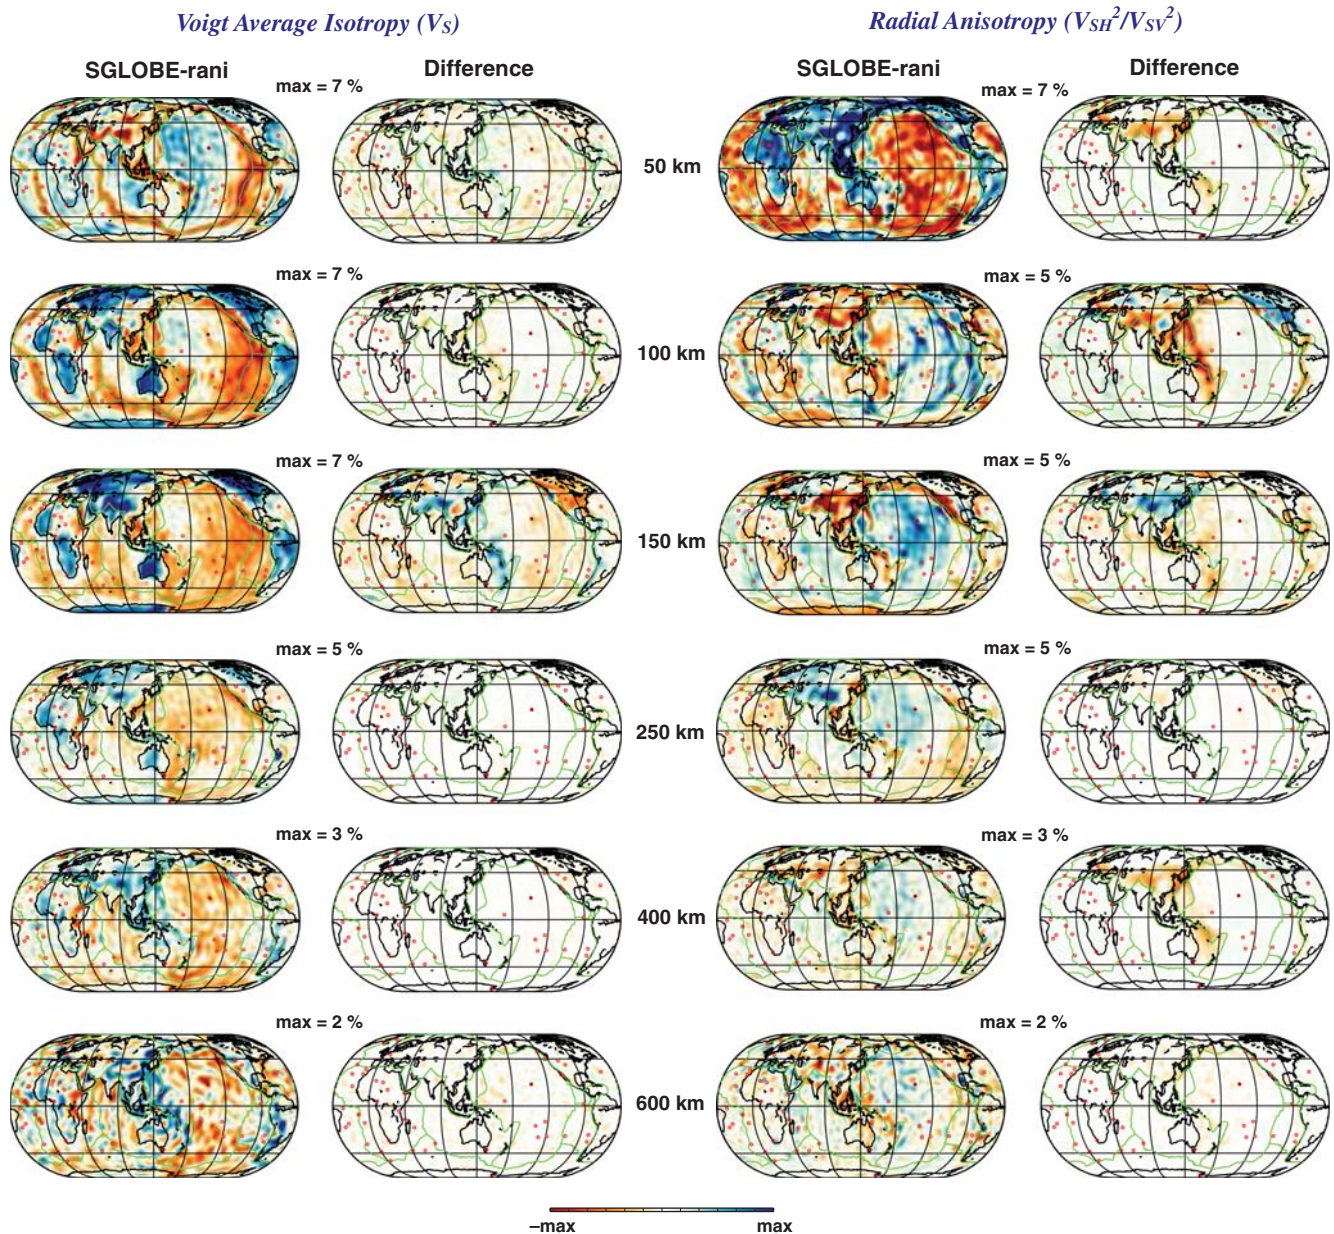 Voigt Average Isotropy (VS)
Radial Anisotropy (VSH²/VSV²)
SGLOBE-rani
Difference
SGLOBE-rani
Difference
max = 7 %
max = 7 %
50 km
max = 7 %
max = 5 %
100 km
max = 7 %
max = 5 %
150 km
max = 5 %
max = 5 %
250 km
max = 3 %
max = 3 %
400 km
max = 2 %
max = 2 %
600 km
–max
max